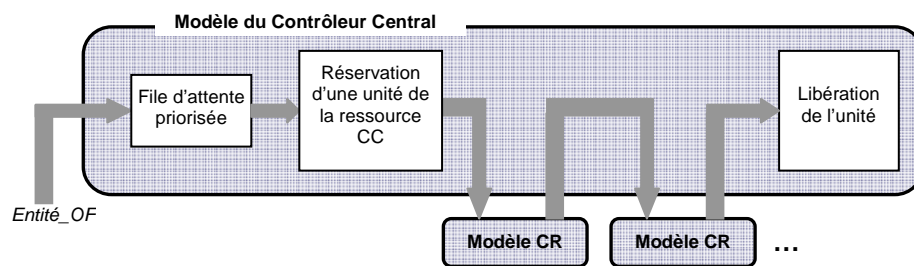 Modèle du Contrôleur Central
File d'attente
priorisée
Réservation
d'une unité de
la ressource
CC
Libération
de l'unité
Entité_OF
Modèle CR
Modèle CR
...